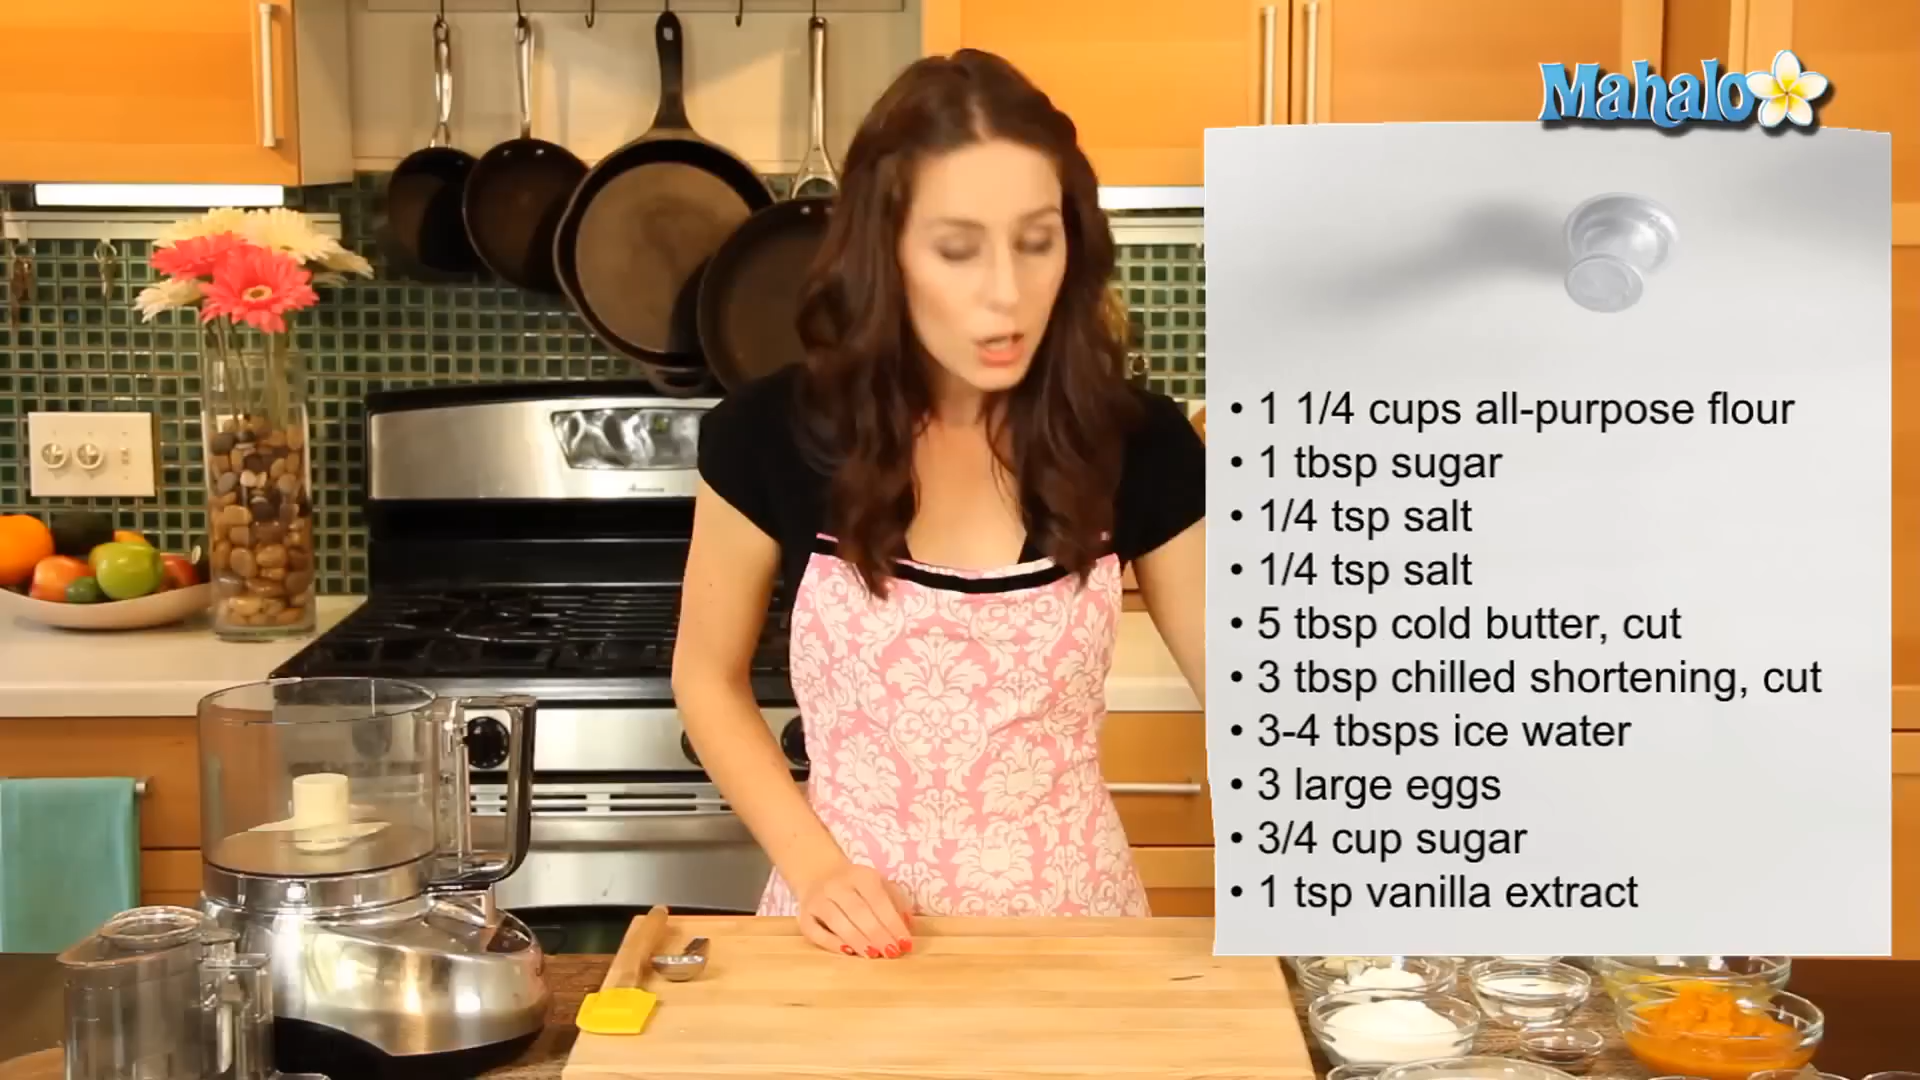 Mahalo
• 1 1/4 cups all-purpose flour
• 1 tbsp sugar
• 1/4 tsp salt
• 1/4 tsp salt
• 5 tbsp cold butter, cut
• 3 tbsp chilled shortening, cut
• 3-4 tbsps ice water
• 3 large eggs
• 3/4 cup sugar
• 1 tsp vanilla extract